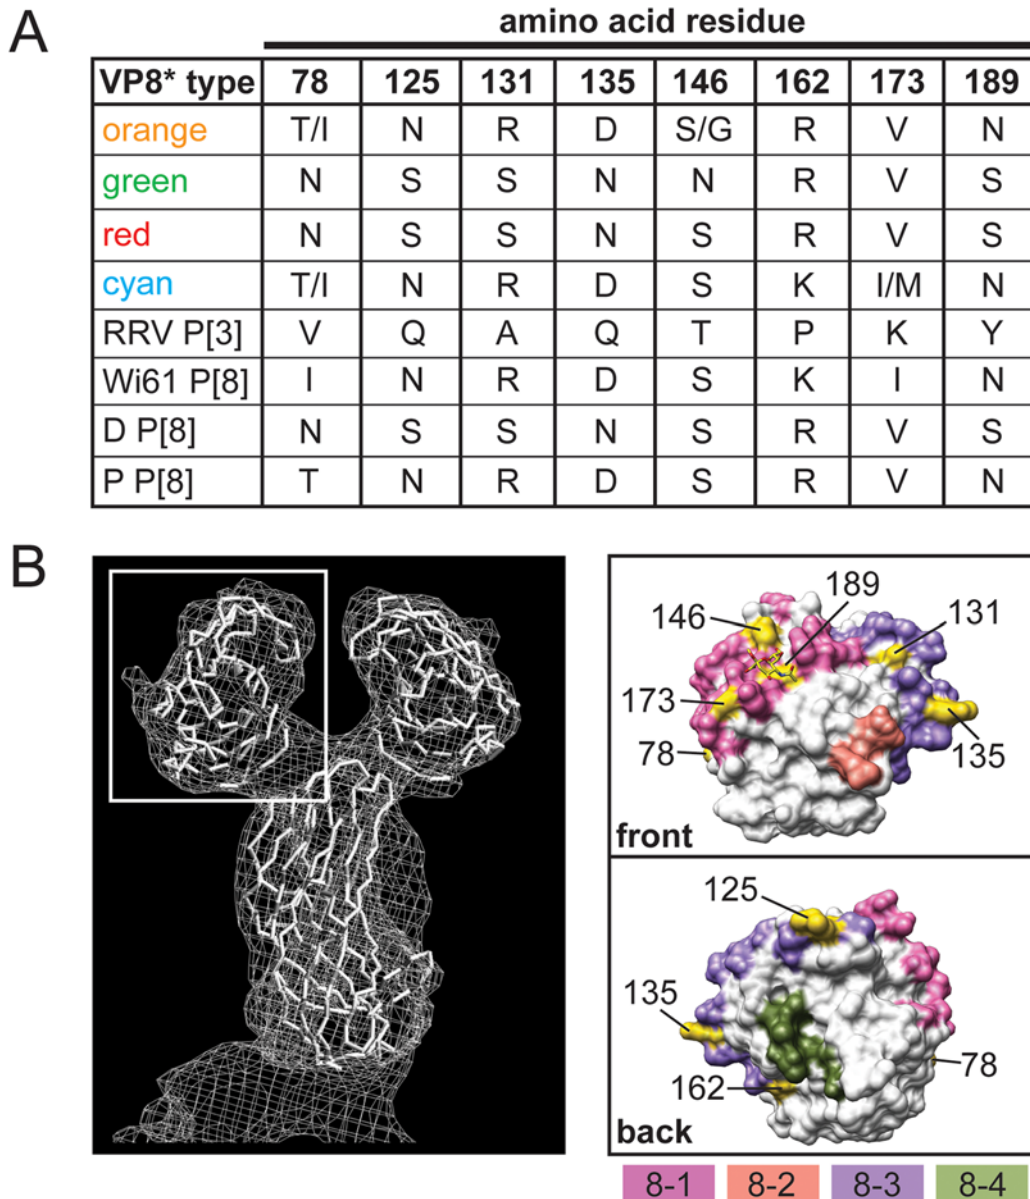 A
amino acid residue
VP8* type 78 125 131 135 146 162 173 189
orange T/I N R D S/G R V N
green N S S N N R V S
red N S S N S R V S
cyan T/I N R D S K I/M N
RRV P[3] V Q A Q T P K Y
Wi61 P[8] I N R D S K I N
D P[8] N S S N S R V S
P P[8] T N R D S R V N
B
189
146
131
173
78
135
front
125
135
78
162
back
8-1 8-2 8-3 8-4